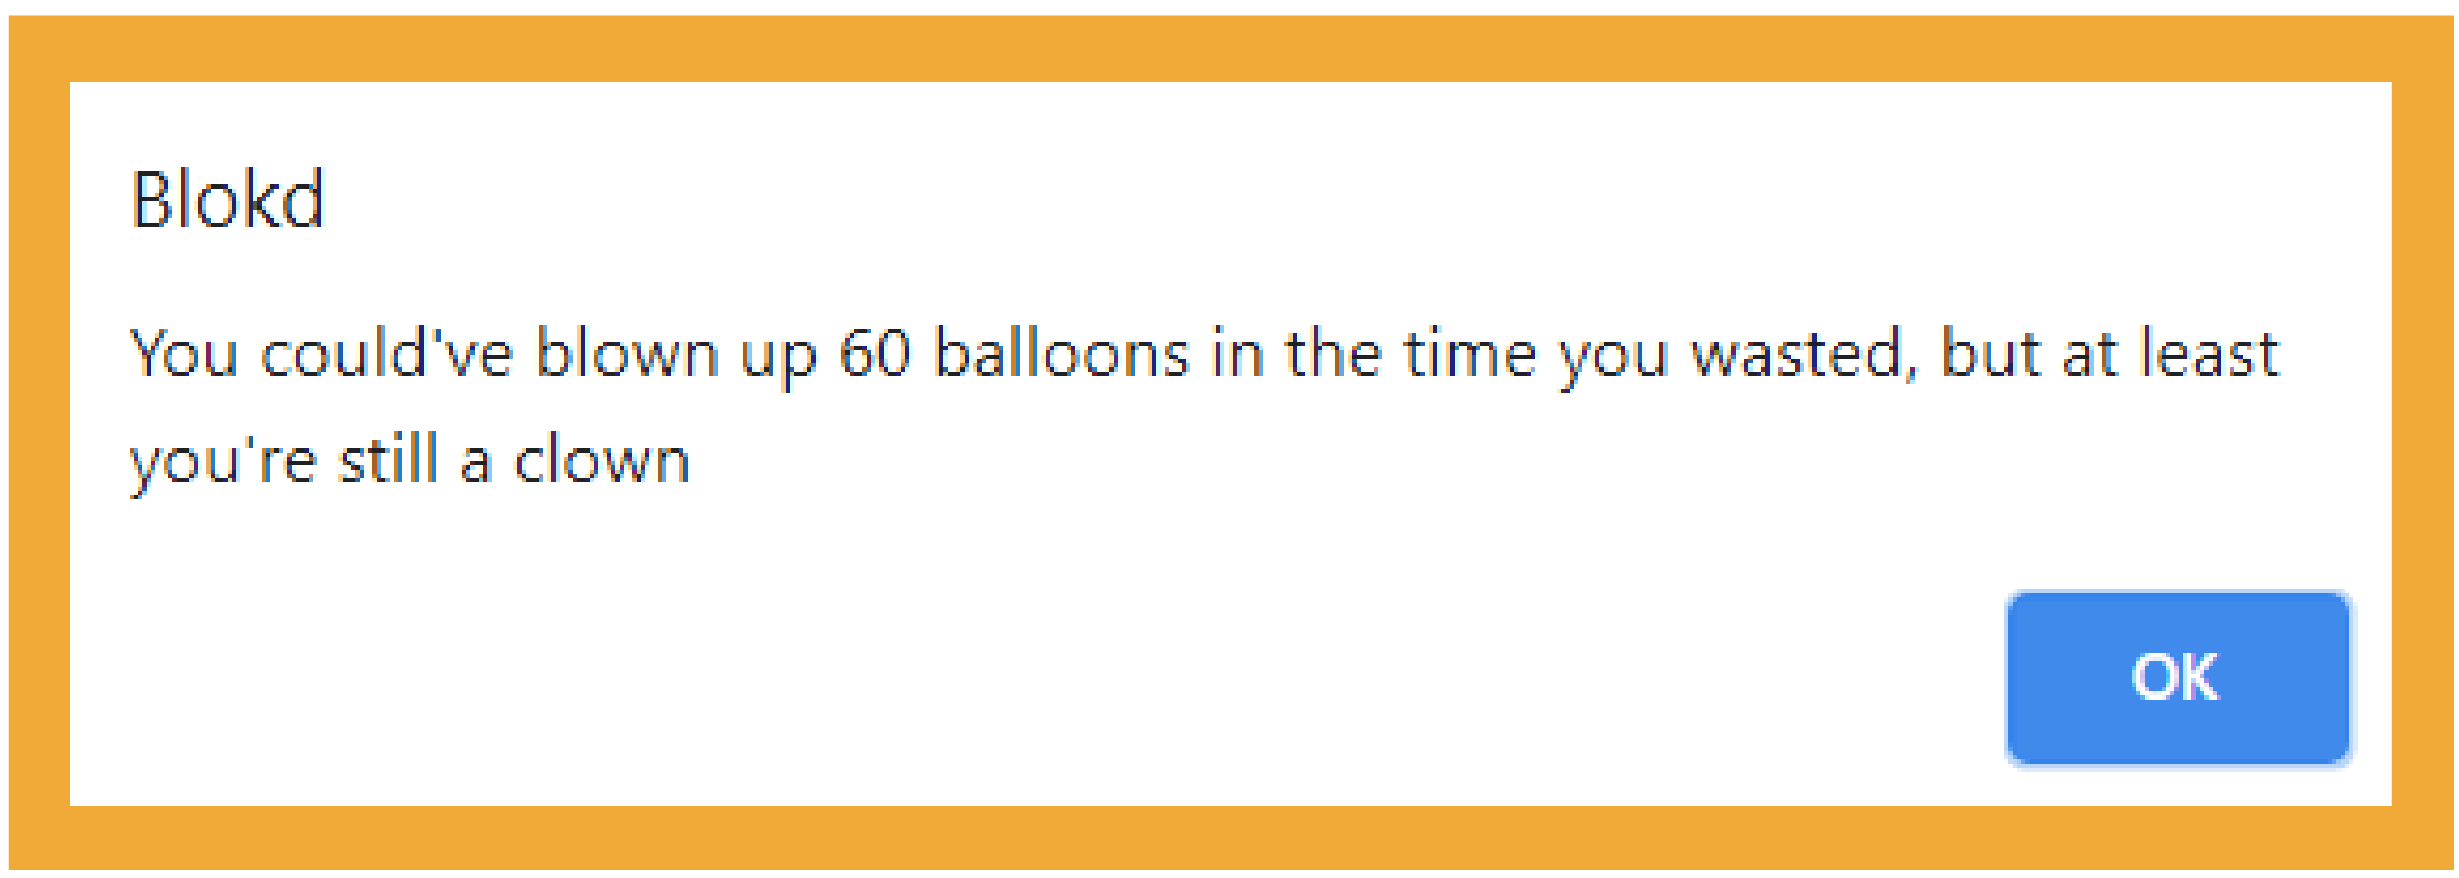 Blokd
You could've blown up 60 balloons in the time you wasted, but at least
you're still a clown
OK